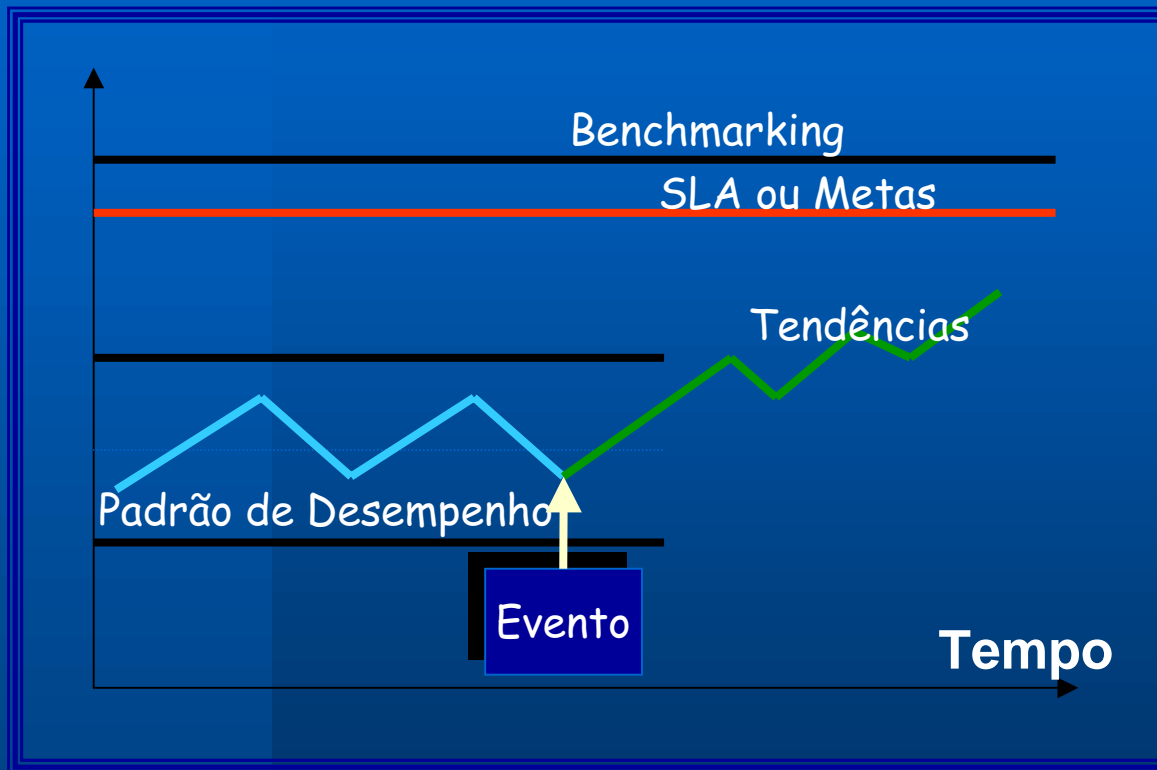 Benchmarking
SLA ou Metas
Tendências
Padrão de Desempenho
Evento
Tempo